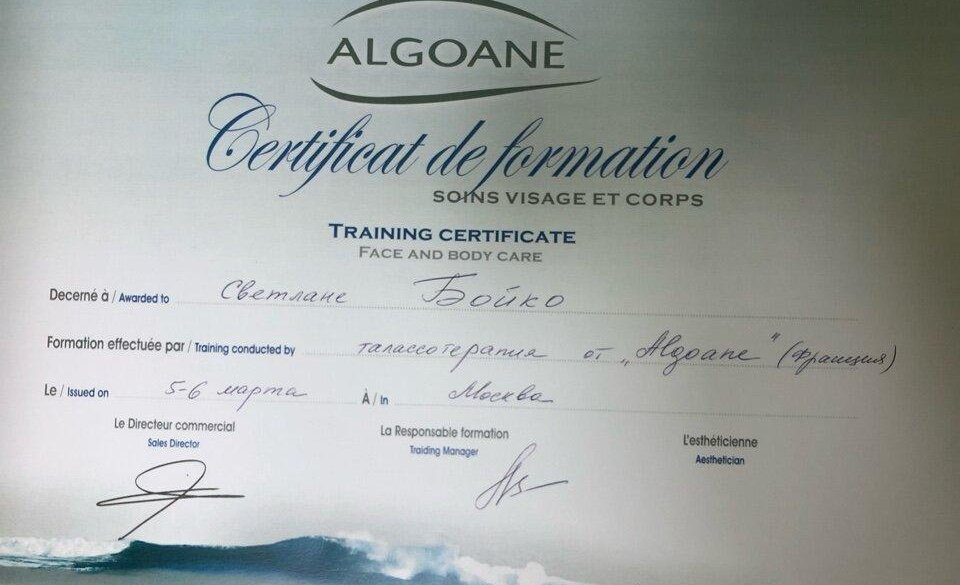 ALGOANE
Certificat de formation
SOINS VISAGE ET CORPS
TRAINING CERTIFICATE
FACE AND BODY CARE
Decerné à / Awarded to Светлане Бойко
Formation effectuée par / Training conducted by талассотерапия от „Algoane" (Франция)
Le / Issued on 5-6 марта À / In Москва
Le Directeur commercial La Responsable formation L'esthéticienne
Sales Director Traiding Manager Aesthetician